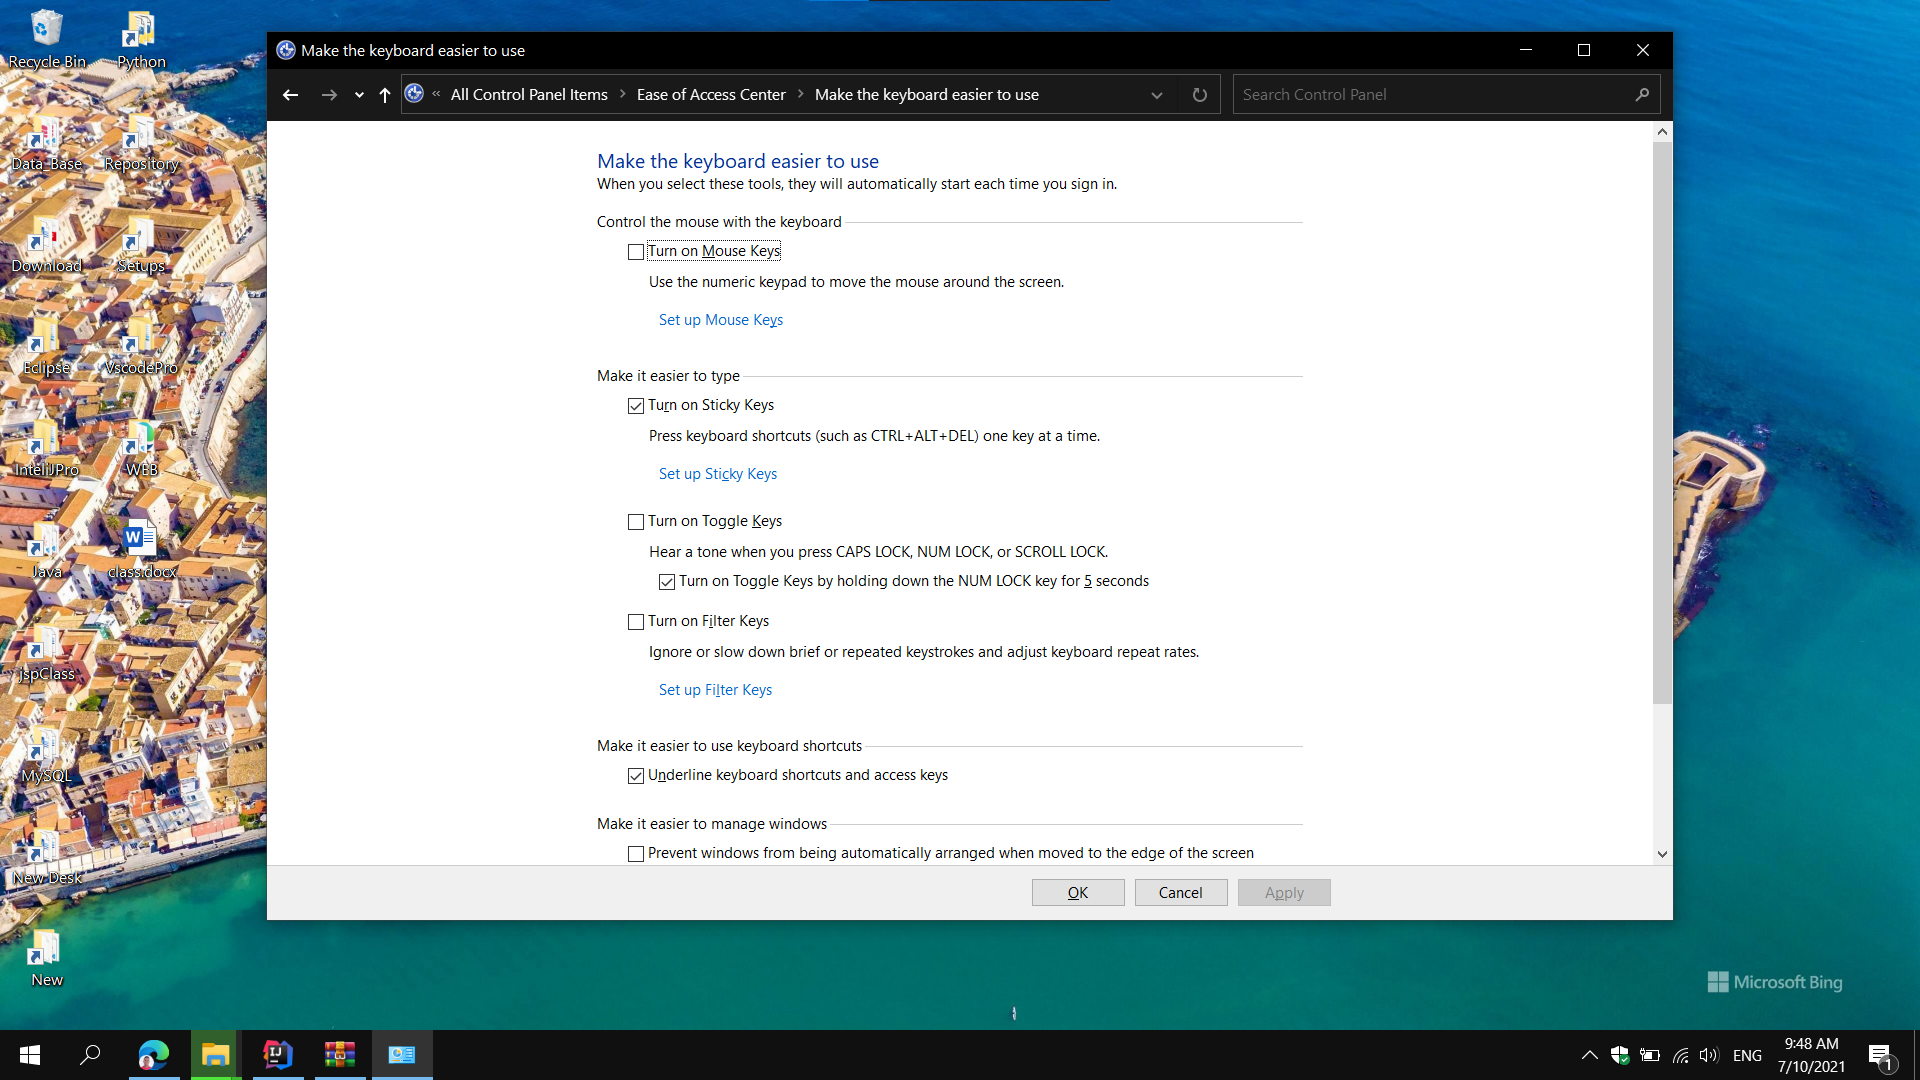 Recycle Bin
Python
Data_Base
Repository
Download
Setups
Eclipse
VscodePro
InteliJPro
WEB
Java
class.docx
jspClass
MySQL
New Desk
New
Make the keyboard easier to use
« All Control Panel Items > Ease of Access Center > Make the keyboard easier to use
Search Control Panel
Make the keyboard easier to use
When you select these tools, they will automatically start each time you sign in.
Control the mouse with the keyboard
Turn on Mouse Keys
Use the numeric keypad to move the mouse around the screen.
Set up Mouse Keys
Make it easier to type
Turn on Sticky Keys
Press keyboard shortcuts (such as CTRL+ALT+DEL) one key at a time.
Set up Sticky Keys
Turn on Toggle Keys
Hear a tone when you press CAPS LOCK, NUM LOCK, or SCROLL LOCK.
Turn on Toggle Keys by holding down the NUM LOCK key for 5 seconds
Turn on Filter Keys
Ignore or slow down brief or repeated keystrokes and adjust keyboard repeat rates.
Set up Filter Keys
Make it easier to use keyboard shortcuts
Underline keyboard shortcuts and access keys
Make it easier to manage windows
Prevent windows from being automatically arranged when moved to the edge of the screen
OK
Cancel
Apply
Microsoft Bing
ENG
9:48 AM
7/10/2021
1